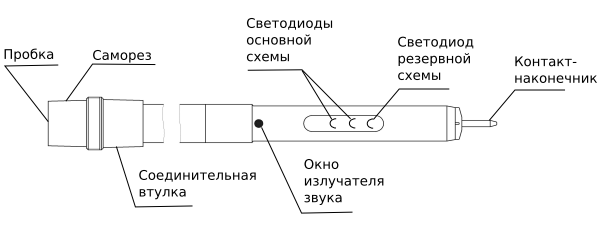 Пробка
Саморез
Светодиоды
основной
схемы
Светодиод
резервной
схемы
Контакт-
наконечник
Соединительная
втулка
Окно
излучателя
звука